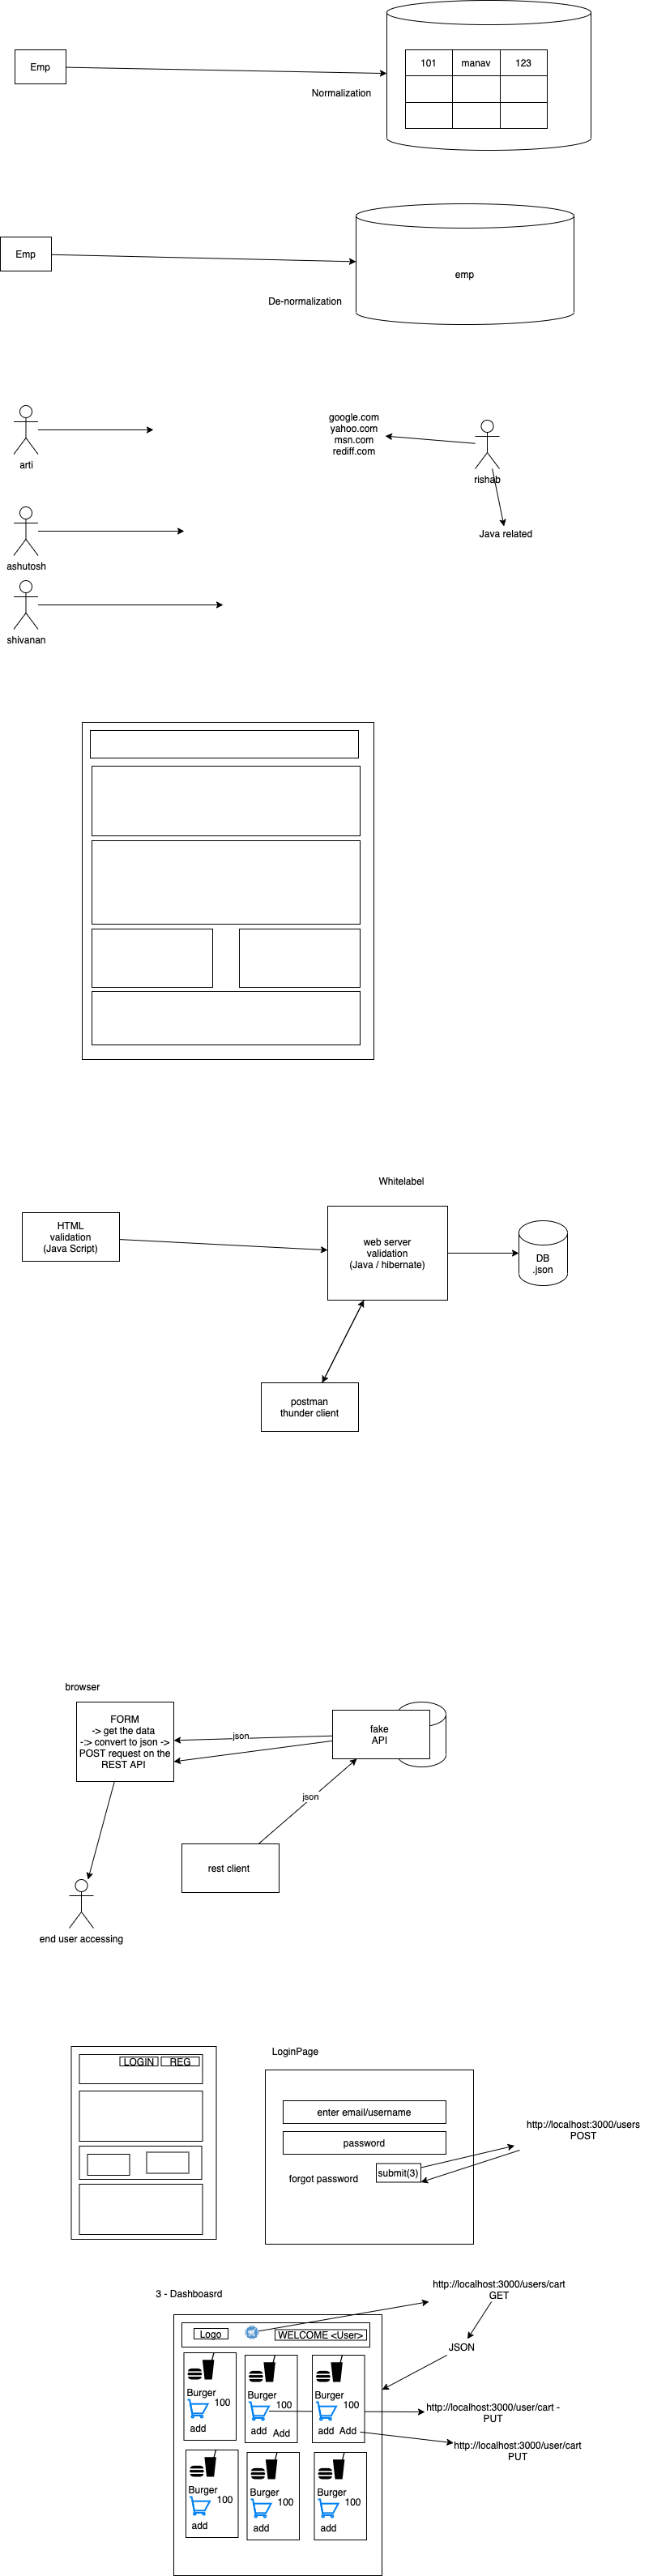 Emp
101 manav 123
Normalization
Emp
emp
De-normalization
arti
google.com
yahoo.com
msn.com
rediff.com
rishab
Java related
ashutosh
shivanan
Whitelabel
HTML
validation
(Java Script)
web server
validation
(Java / hibernate)
DB
.json
postman
thunder client
browser
FORM
-> get the data
-> convert to json ->
POST request on the
REST API
json
fake
API
json
rest client
end user accessing
LOGIN REG
LoginPage
enter email/username
password
forgot password
submit(3)
http://localhost:3000/users
POST
3 - Dashboasrd
http://localhost:3000/users/cart
GET
Logo
WELCOME <User>
JSON
Burger
100
add
Burger
100
add Add
Burger
100
add Add
http://localhost:3000/user/cart -
PUT
http://localhost:3000/user/cart
PUT
Burger
100
add
Burger
100
add
Burger
100
add